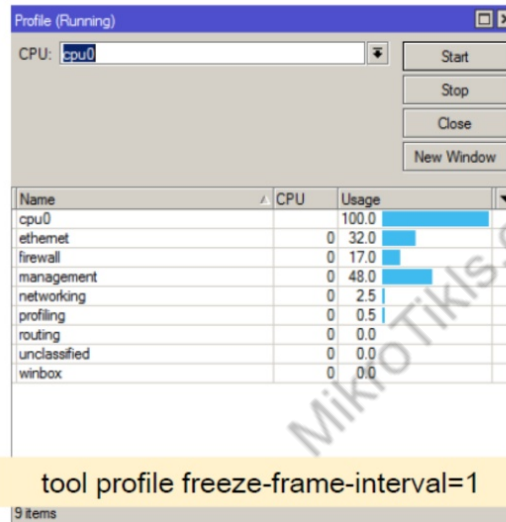 Profile (Running)
CPU: cpu0
Start
Stop
Close
New Window
Name CPU Usage
cpu0 100.0
ethernet 0 32.0
firewall 0 17.0
management 0 48.0
networking 0 2.5
profiling 0 0.5
routing 0 0.0
unclassified 0 0.0
winbox 0 0.0
MikroTikls.c
tool profile freeze-frame-interval=1
9 items